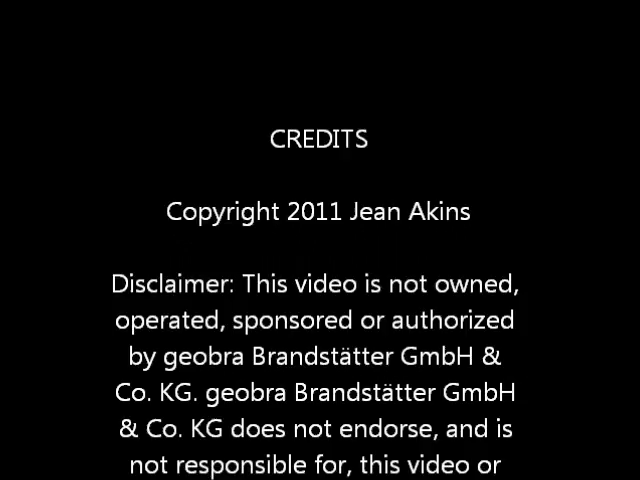 CREDITS
Copyright 2011 Jean Akins
Disclaimer: This video is not owned,
operated, sponsored or authorized
by geobra Brandstätter GmbH &
Co. KG. geobra Brandstätter GmbH
& Co. KG does not endorse, and is
not responsible for, this video or